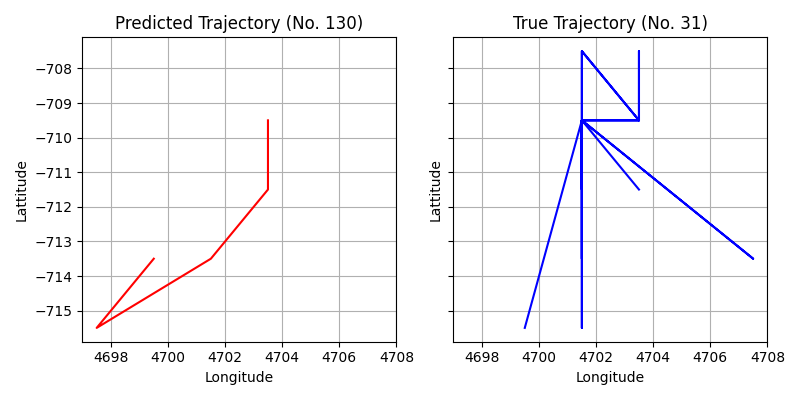 Predicted Trajectory (No. 130)
True Trajectory (No. 31)
Lattitude
−708
−709
−710
−711
−712
−713
−714
−715
4698 4700 4702 4704 4706 4708
Longitude
Lattitude
4698 4700 4702 4704 4706 4708
Longitude